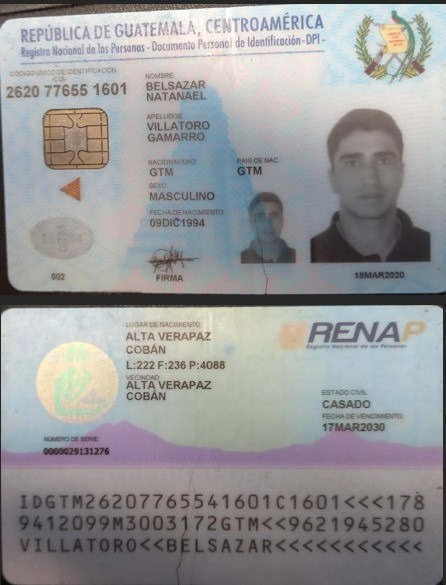 REPÚBLICA DE GUATEMALA, CENTROAMÉRICA
Registro Nacional de las Personas - Documento Personal de Identificación -DPI -
CÓDIGO ÚNICO DE IDENTIFICACIÓN
-CUI-
2620 77655 1601
NOMBRE:
BELSAZAR
NATANAEL
APELLIDOS:
VILLATORO
GAMARRO
NACIONALIDAD:
GTM
PAIS DE NAC.:
GTM
SEXO:
MASCULINO
FECHA DE NACIMIENTO:
09DIC1994
002
FIRMA
18MAR2020
LUGAR DE NACIMIENTO:
ALTA VERAPAZ
COBÁN
L:222 F:236 P:4088
VECINDAD:
ALTA VERAPAZ
COBÁN
RENAP
Registro Nacional de las Personas
ESTADO CIVIL:
CASADO
FECHA DE VENCIMIENTO:
17MAR2030
NÚMERO DE SERIE:
0000029131276
IDGTM26207765541601C1601<<<178
9412099M3003172GTM<<9621945280
VILLATORO<<BELSAZAR<<<<<<<<<<<